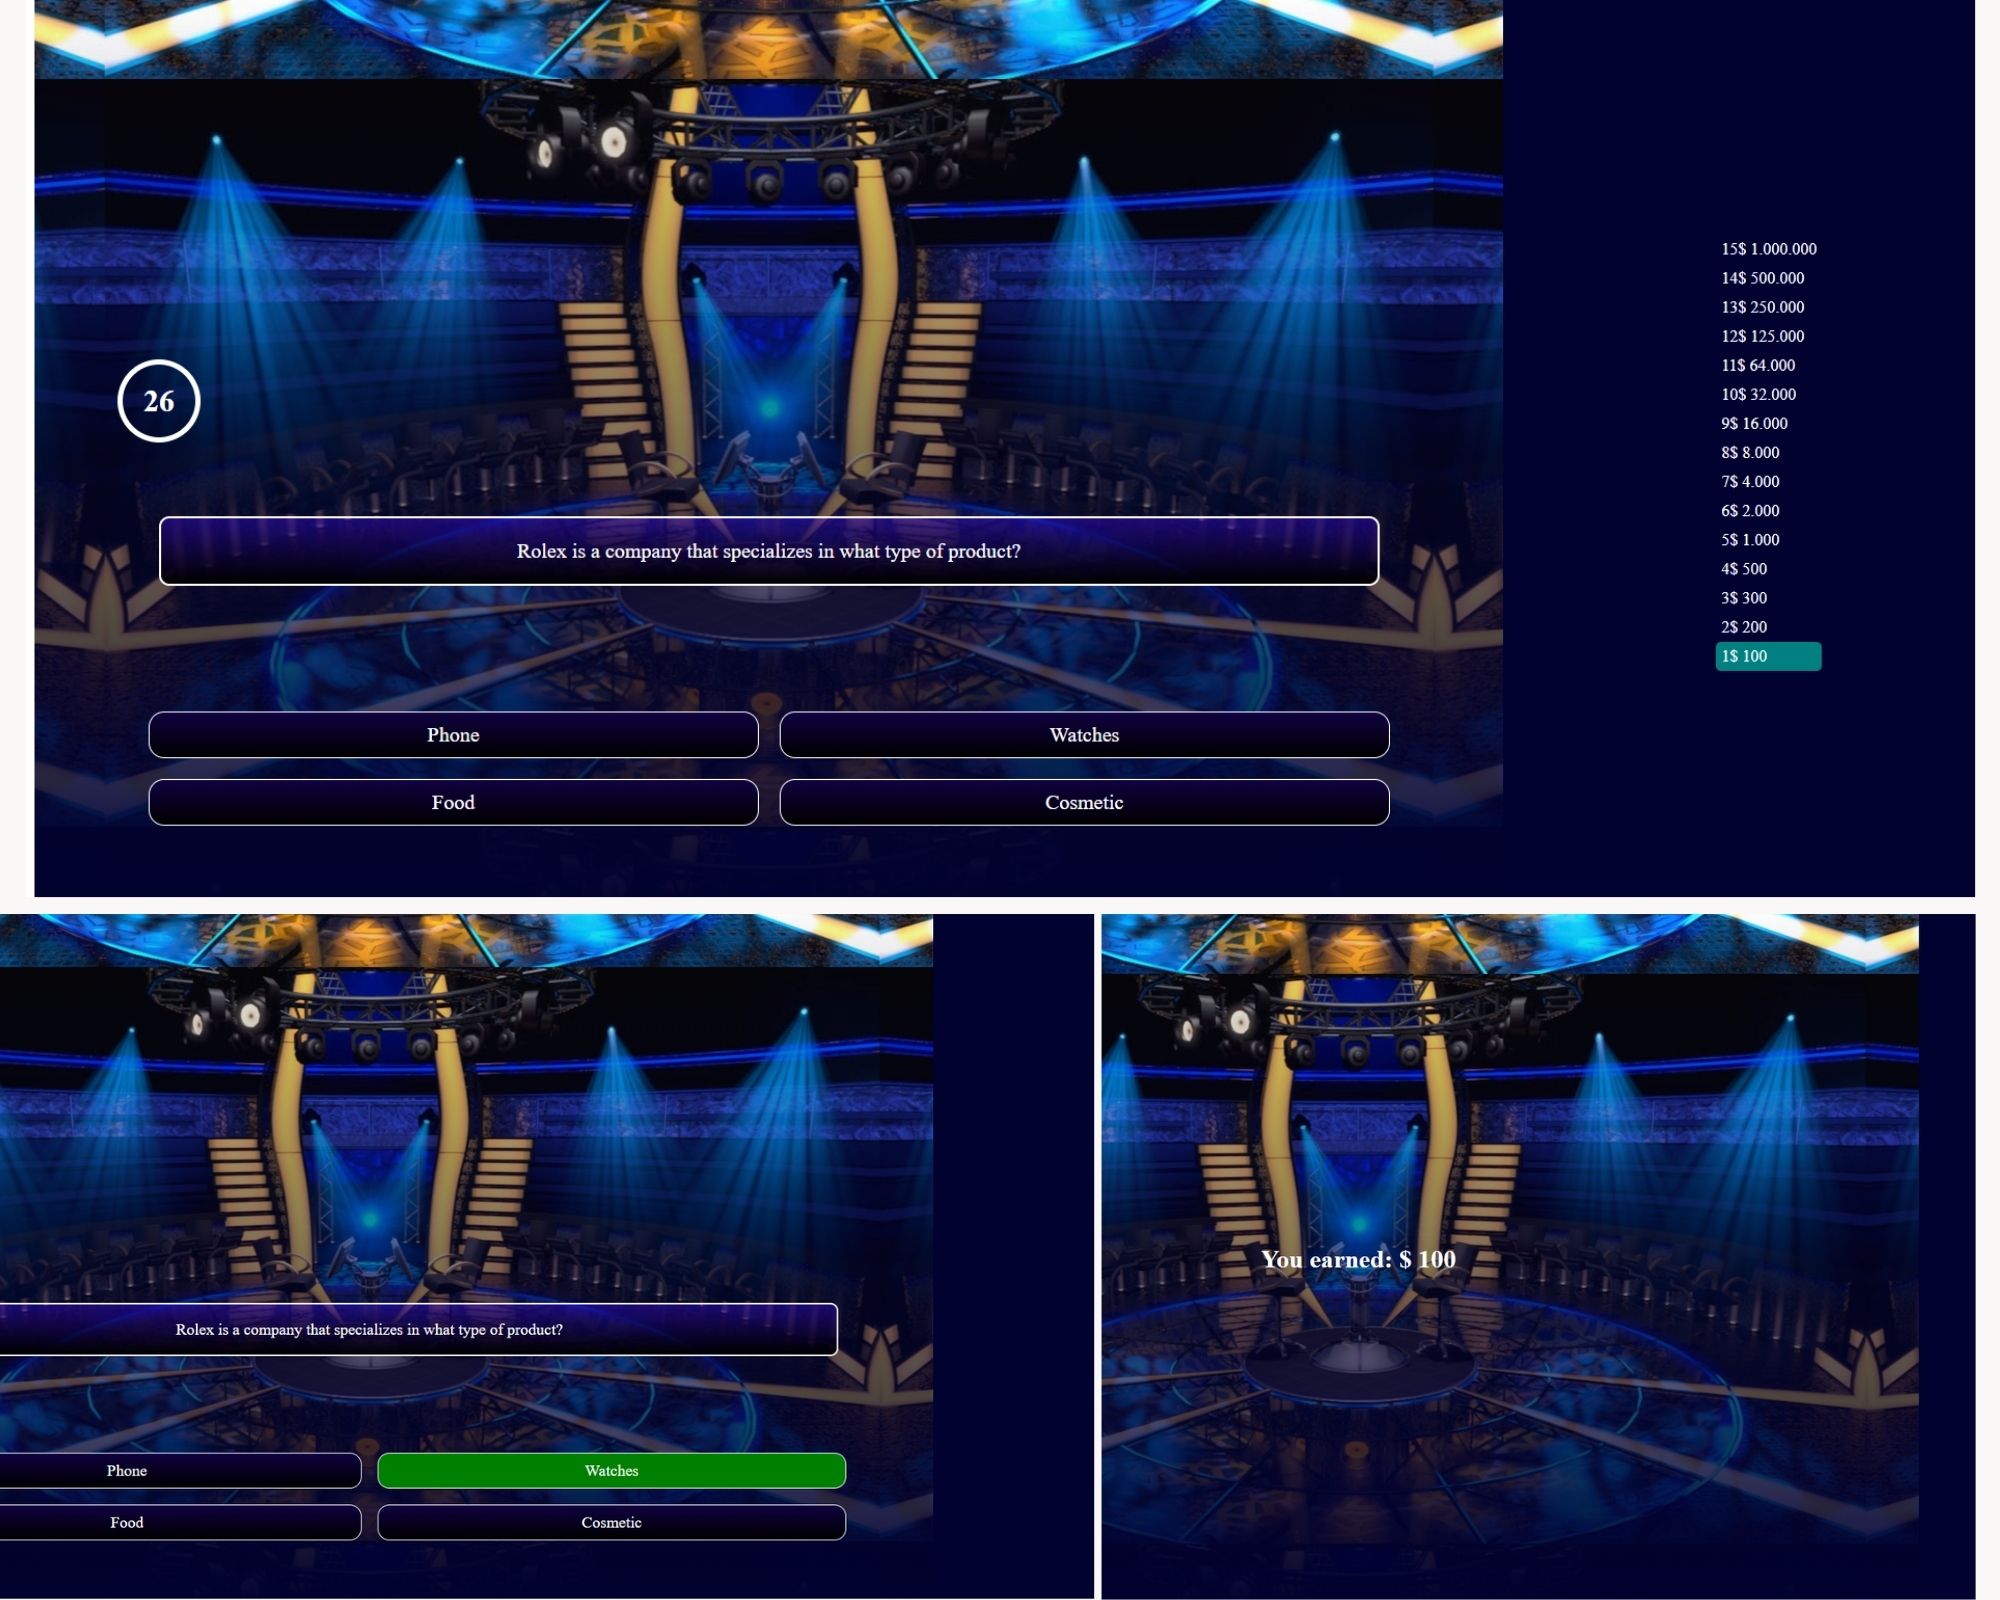 15$ 1.000.000
14$ 500.000
13$ 250.000
12$ 125.000
11$ 64.000
10$ 32.000
9$ 16.000
8$ 8.000
7$ 4.000
6$ 2.000
5$ 1.000
4$ 500
3$ 300
2$ 200
1$ 100
26
Rolex is a company that specializes in what type of product?
Phone
Watches
Food
Cosmetic
Rolex is a company that specializes in what type of product?
Phone
Watches
Food
Cosmetic
You earned: $ 100